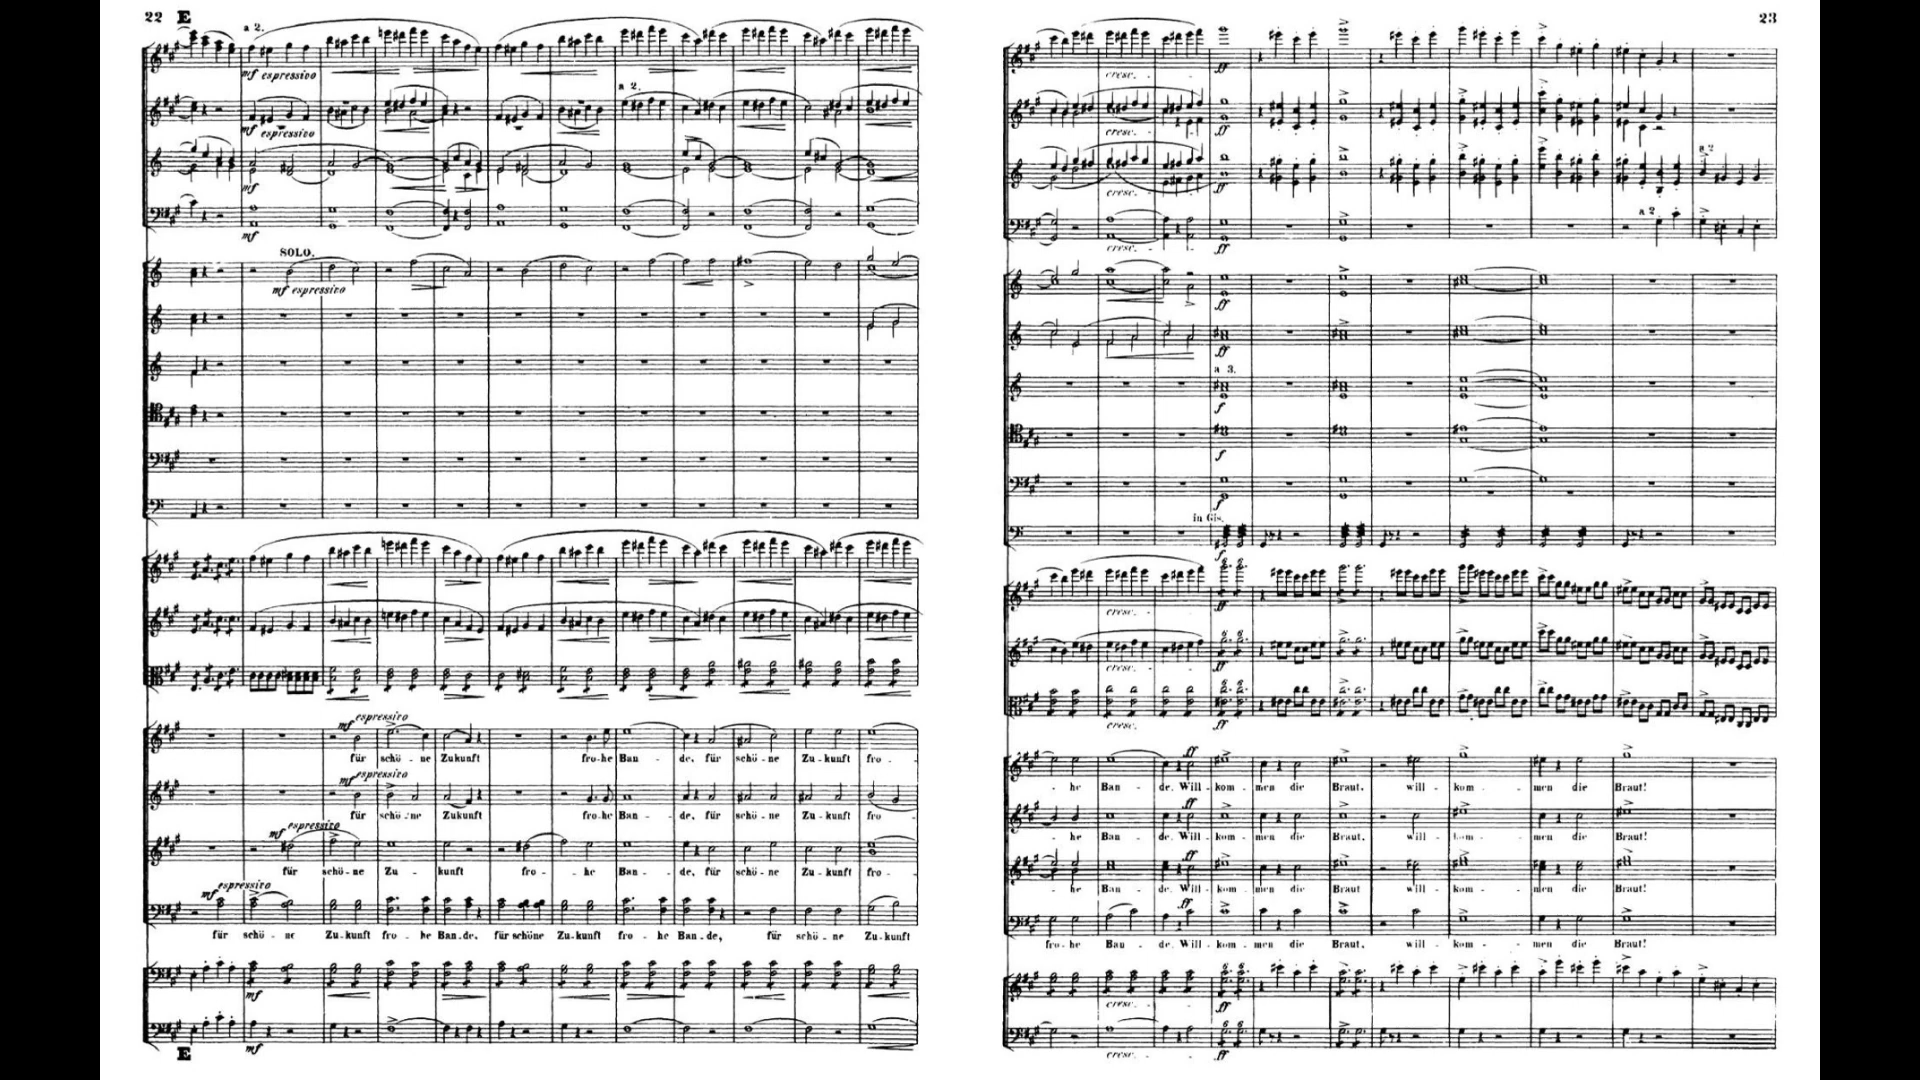 22 E
a 2.
mf espressivo
a 2.
mf espressivo
mf
mf
SOLO.
mf espressivo
mf espressivo
für schö - ne Zukunft fro-he Ban - de, für schö - ne Zu - kunft fro -
mf espressivo
für schö - ne Zukunft fro-he Ban - de, für schö - ne Zu - kunft fro -
mf espressivo
für schö - ne Zu - kunft fro - he Ban - de, für schö - ne Zu - kunft fro -
mf espressivo
für schö - ne Zu-kunft fro - he Ban-de, für schöne Zu-kunft fro - he Ban-de, für schö - ne Zu-kunft
mf
mf
E
23
cresc. ff
cresc. ff
a 2
cresc. ff
a 2
cresc. ff
ff
ff
a 3.
f
f
f
in Gis.
f
cresc. ff
cresc. ff
cresc. ff
ff
- he Ban - de. Will - kom - men die Braut, will - kom - men die Braut!
ff
- he Ban - de. Will - kom - men die Braut, will - kom - men die Braut!
ff
- he Ban - de. Will - kom - men die Braut will - kom - men die Braut!
ff
fro - he Ban - de. Will - kom - men die Braut, will - kom - men die Braut!
cresc. ff
cresc. ff